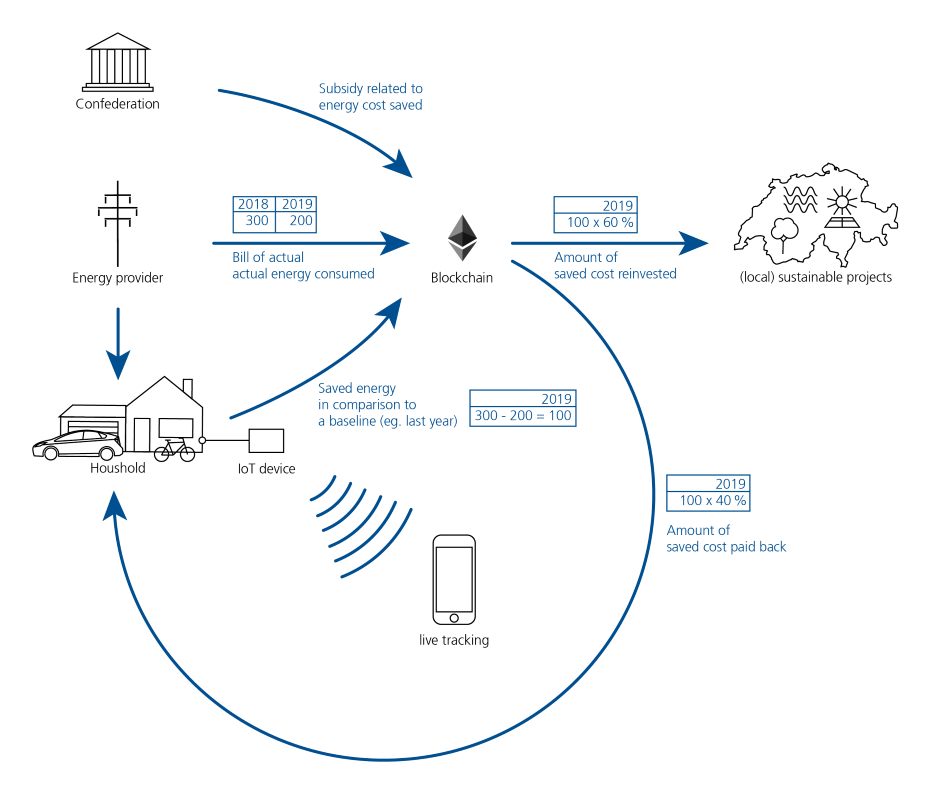 Confederation
Subsidy related to
energy cost saved
2018 2019
300 200
Energy provider
Bill of actual
actual energy consumed
Blockchain
2019
100 x 60 %
Amount of
saved cost reinvested
(local) sustainable projects
Saved energy
in comparison to
a baseline (eg. last year)
2019
300 - 200 = 100
Houshold
IoT device
2019
100 x 40 %
Amount of
saved cost paid back
live tracking